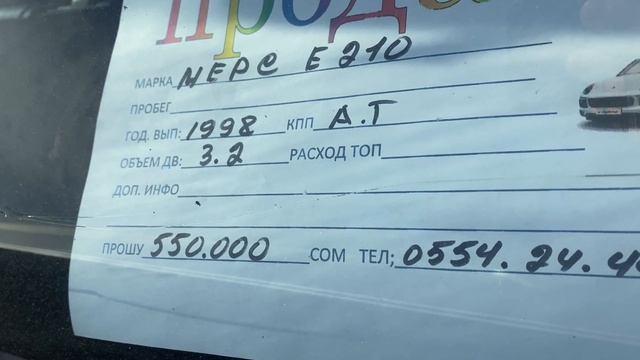 МАРКА МЕРС Е 210
ПРОБЕГ
ГОД. ВЫП: 1998 КПП А.Т
ОБЪЕМ ДВ: 3.2 РАСХОД ТОП
ДОП. ИНФО
ПРОШУ 550.000 СОМ ТЕЛ; 0554. 24.